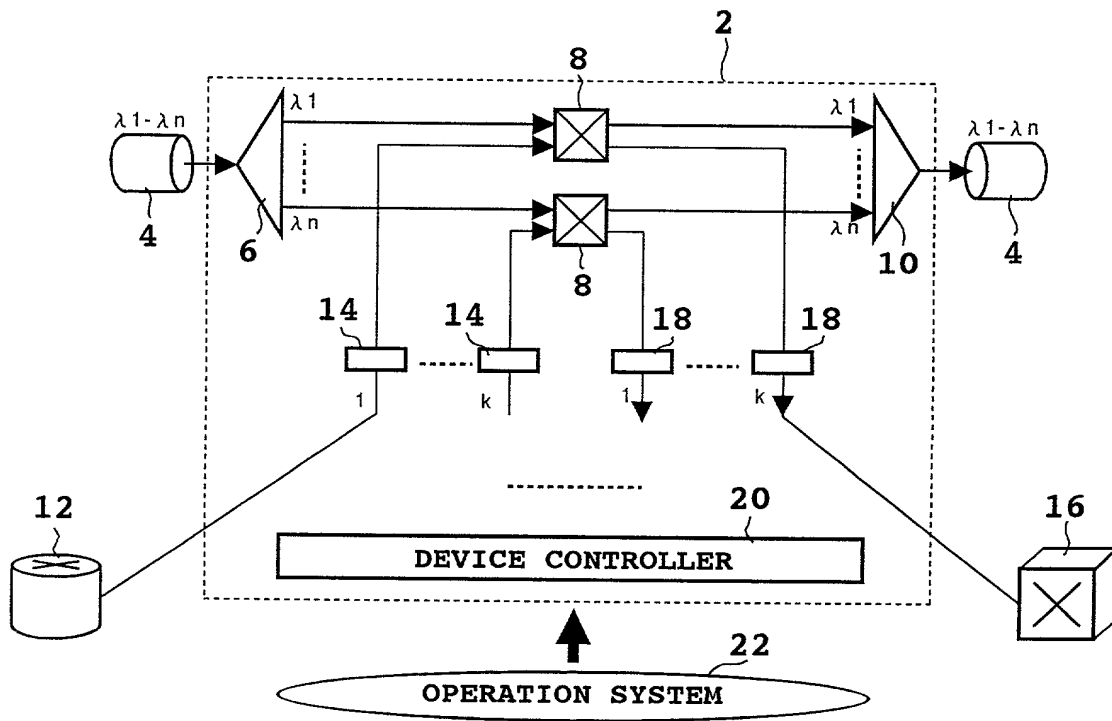 2
8
λ1
λ1
λ1-λn
λ1-λn
4
6
λn
λn
10
4
8
14
14
18
18
1
k
1
k
12
20
16
DEVICE CONTROLLER
22
OPERATION SYSTEM